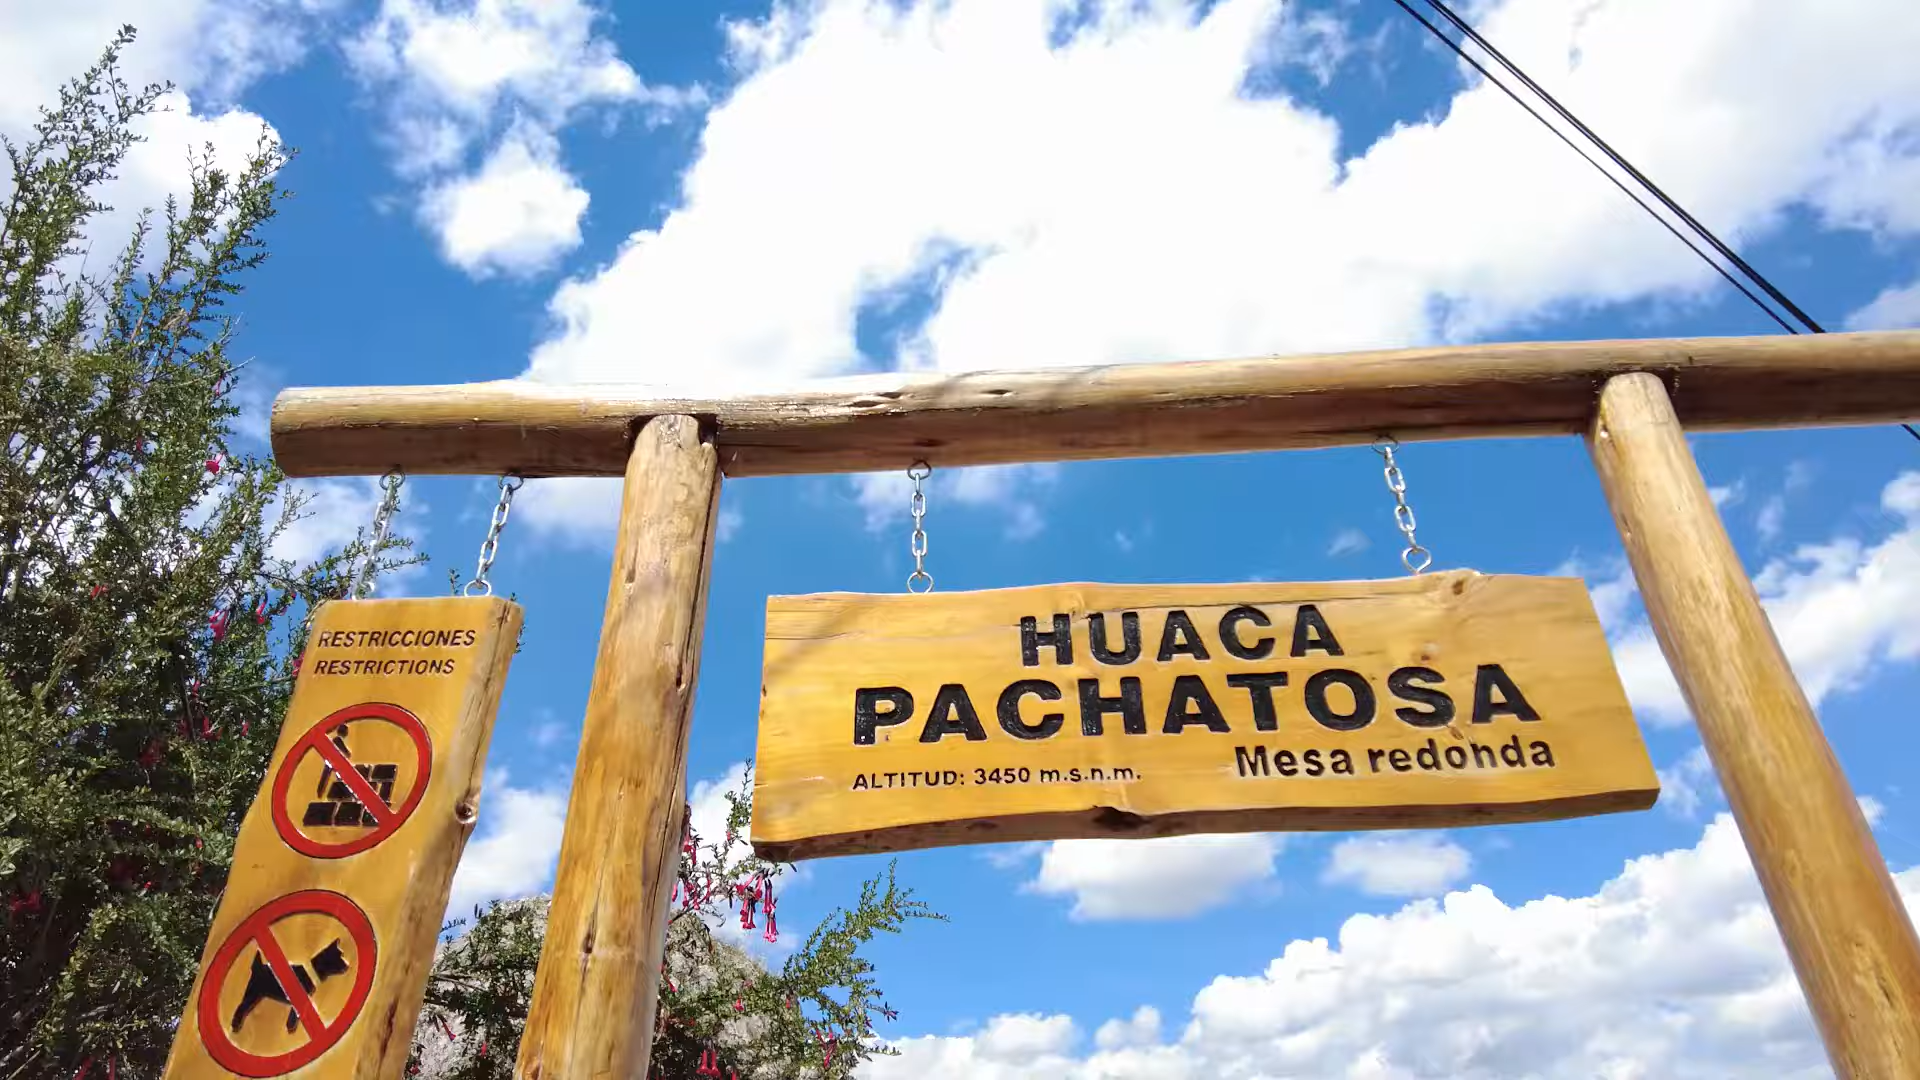 RESTRICCIONES
RESTRICTIONS
HUACA
PACHATOSA
Mesa redonda
ALTITUD: 3450 m.s.n.m.